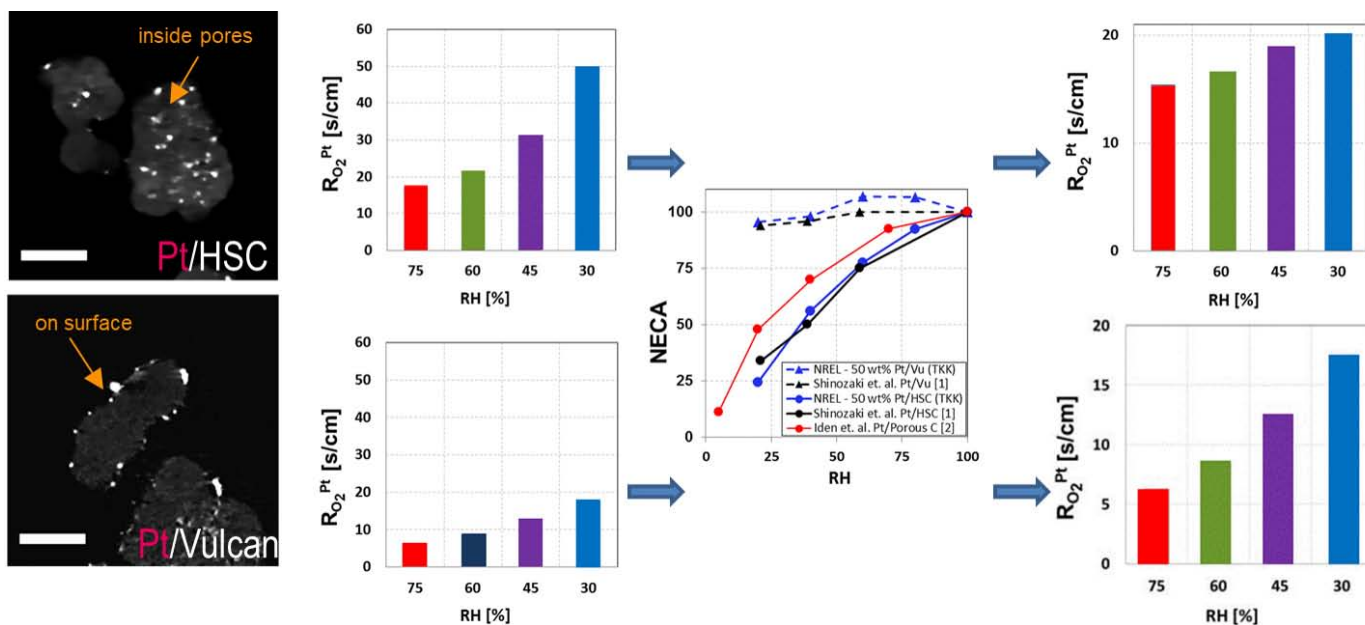 inside pores
Pt/HSC
on surface
Pt/Vulcan
R_O2^Pt [s/cm]
60
50
40
30
20
10
0
75 60 45 30
RH [%]
R_O2^Pt [s/cm]
60
50
40
30
20
10
0
75 60 45 30
RH [%]
NECA
100
75
50
25
0
NREL - 50 wt% Pt/Vu (TKK)
Shinozaki et. al. Pt/Vu [1]
NREL - 50 wt% Pt/HSC (TKK)
Shinozaki et. al. Pt/HSC [1]
Iden et. al. Pt/Porous C [2]
0 25 50 75 100
RH
R_O2^Pt [s/cm]
20
10
0
75 60 45 30
RH [%]
R_O2^Pt [s/cm]
20
15
10
5
0
75 60 45 30
RH [%]